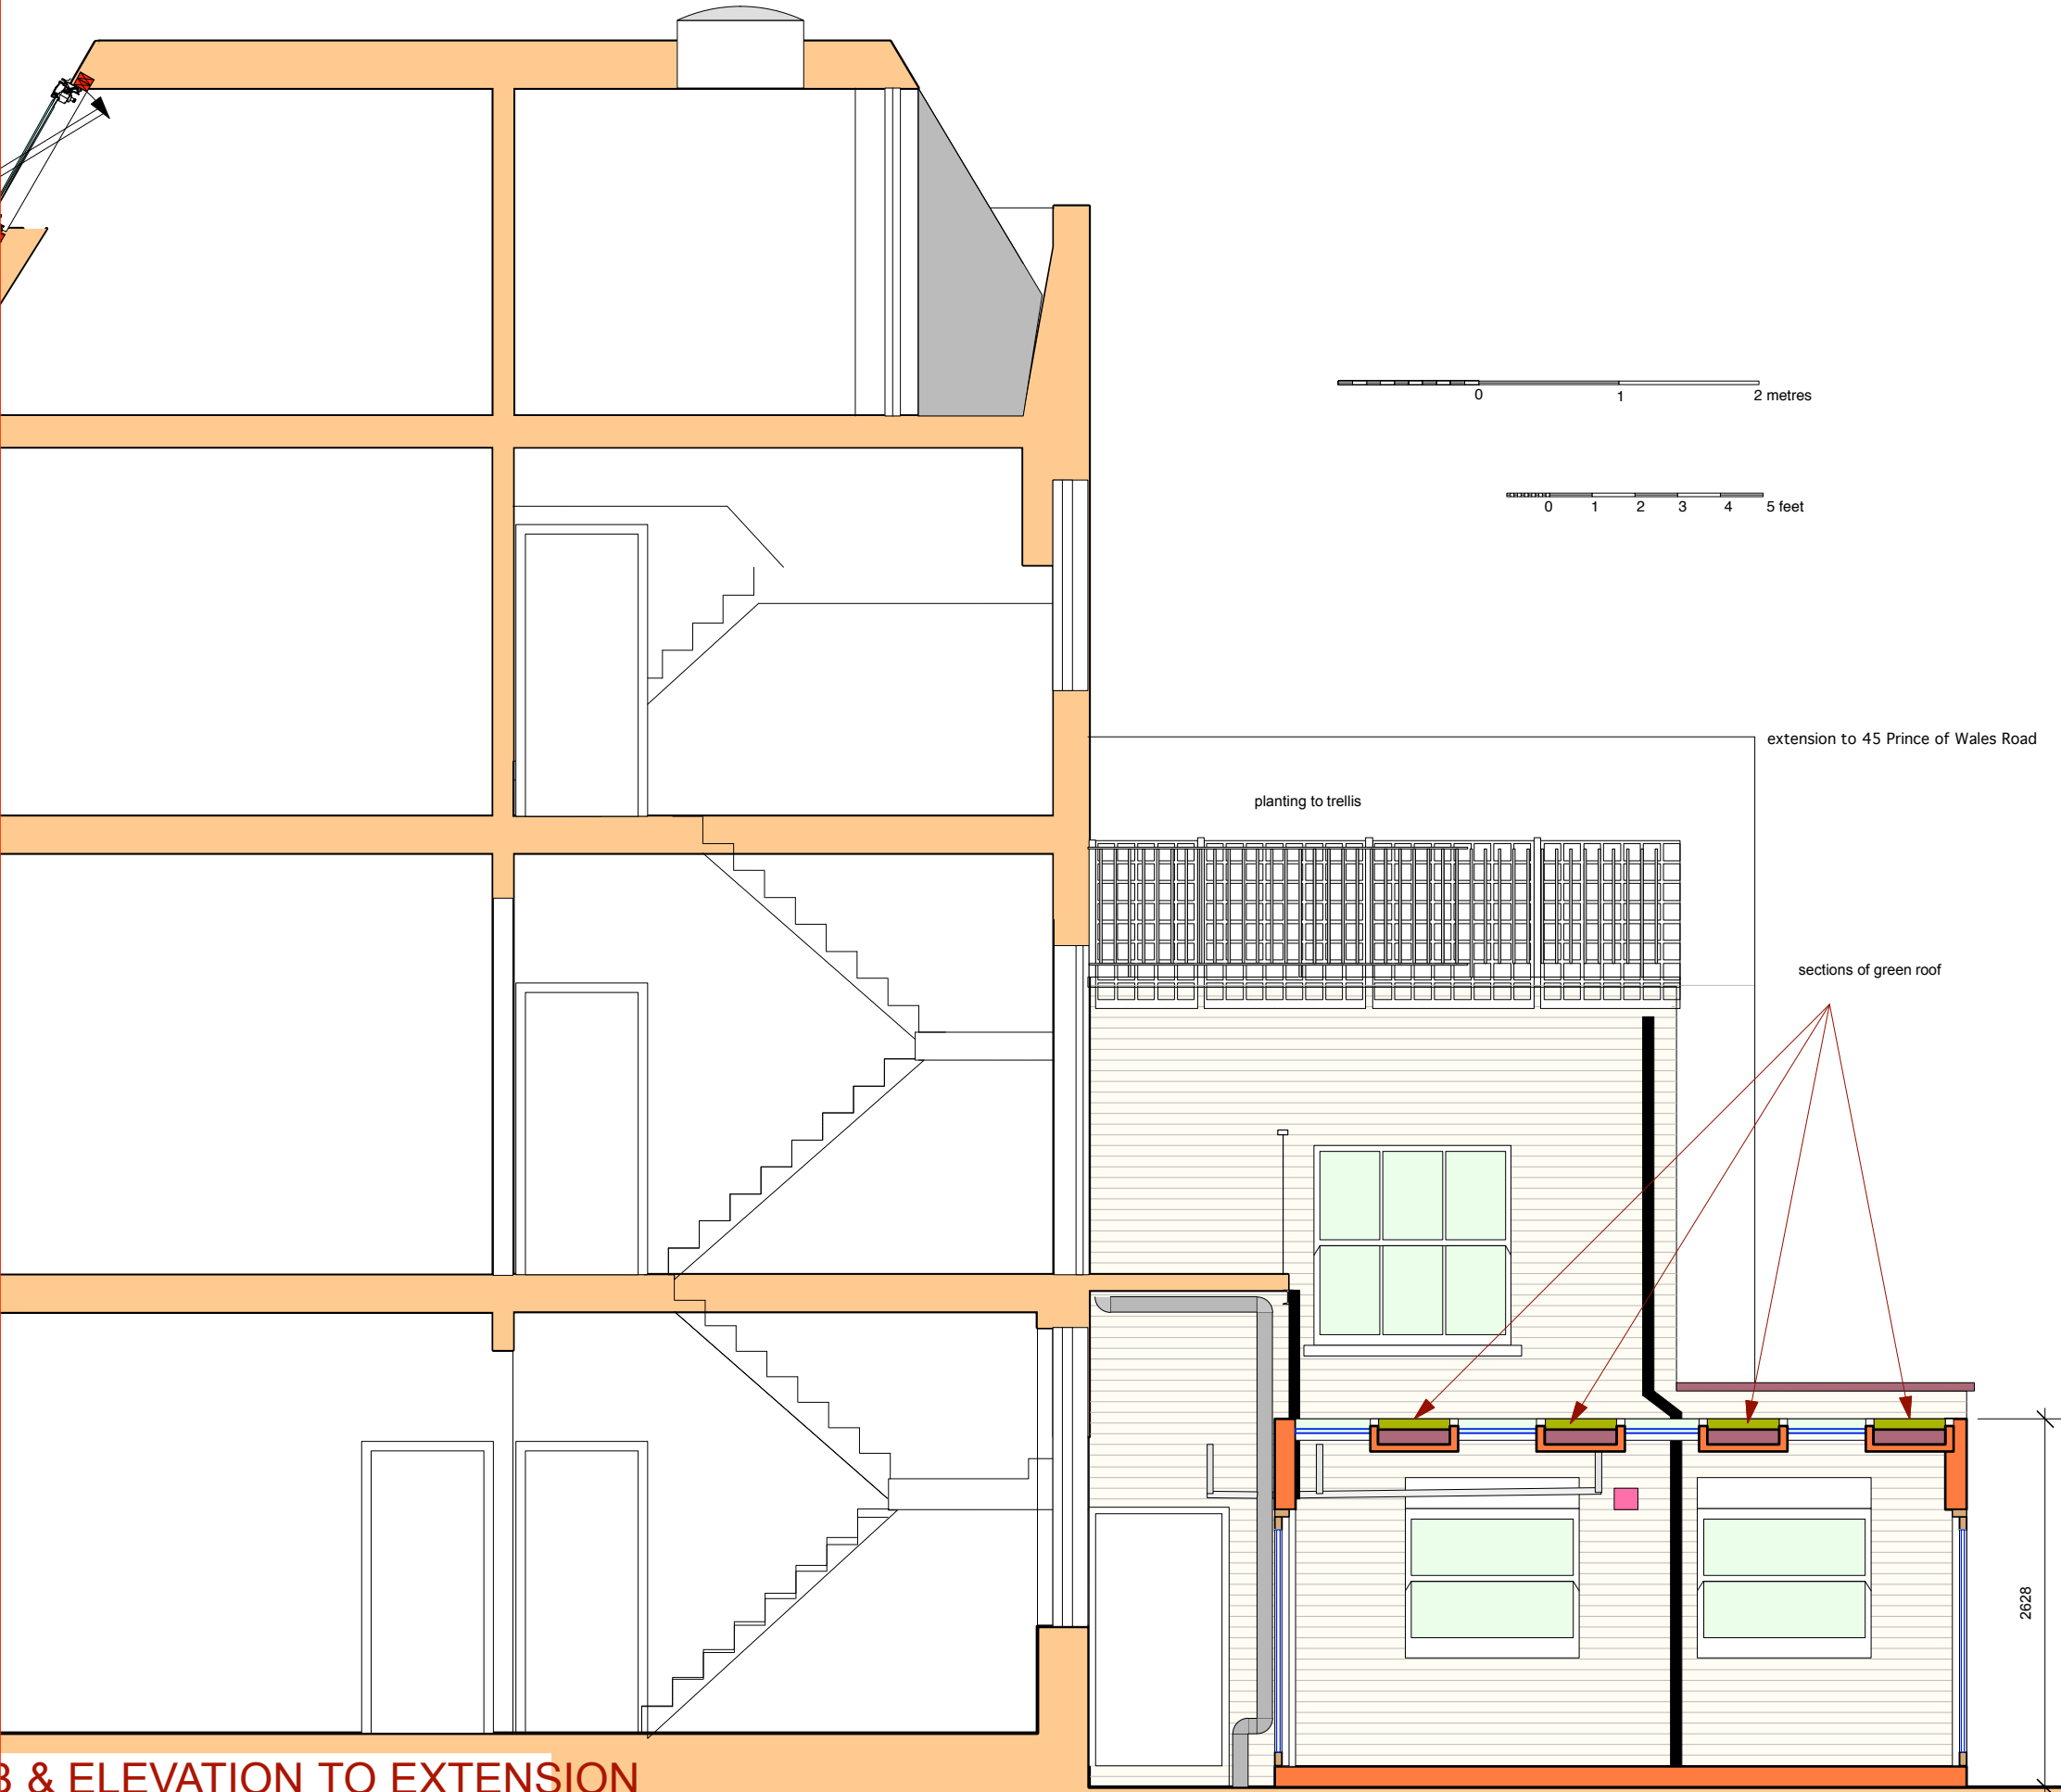 0 1 2 metres
0 1 2 3 4 5 feet
extension to 45 Prince of Wales Road
planting to trellis
sections of green roof
2628
& ELEVATION TO EXTENSION